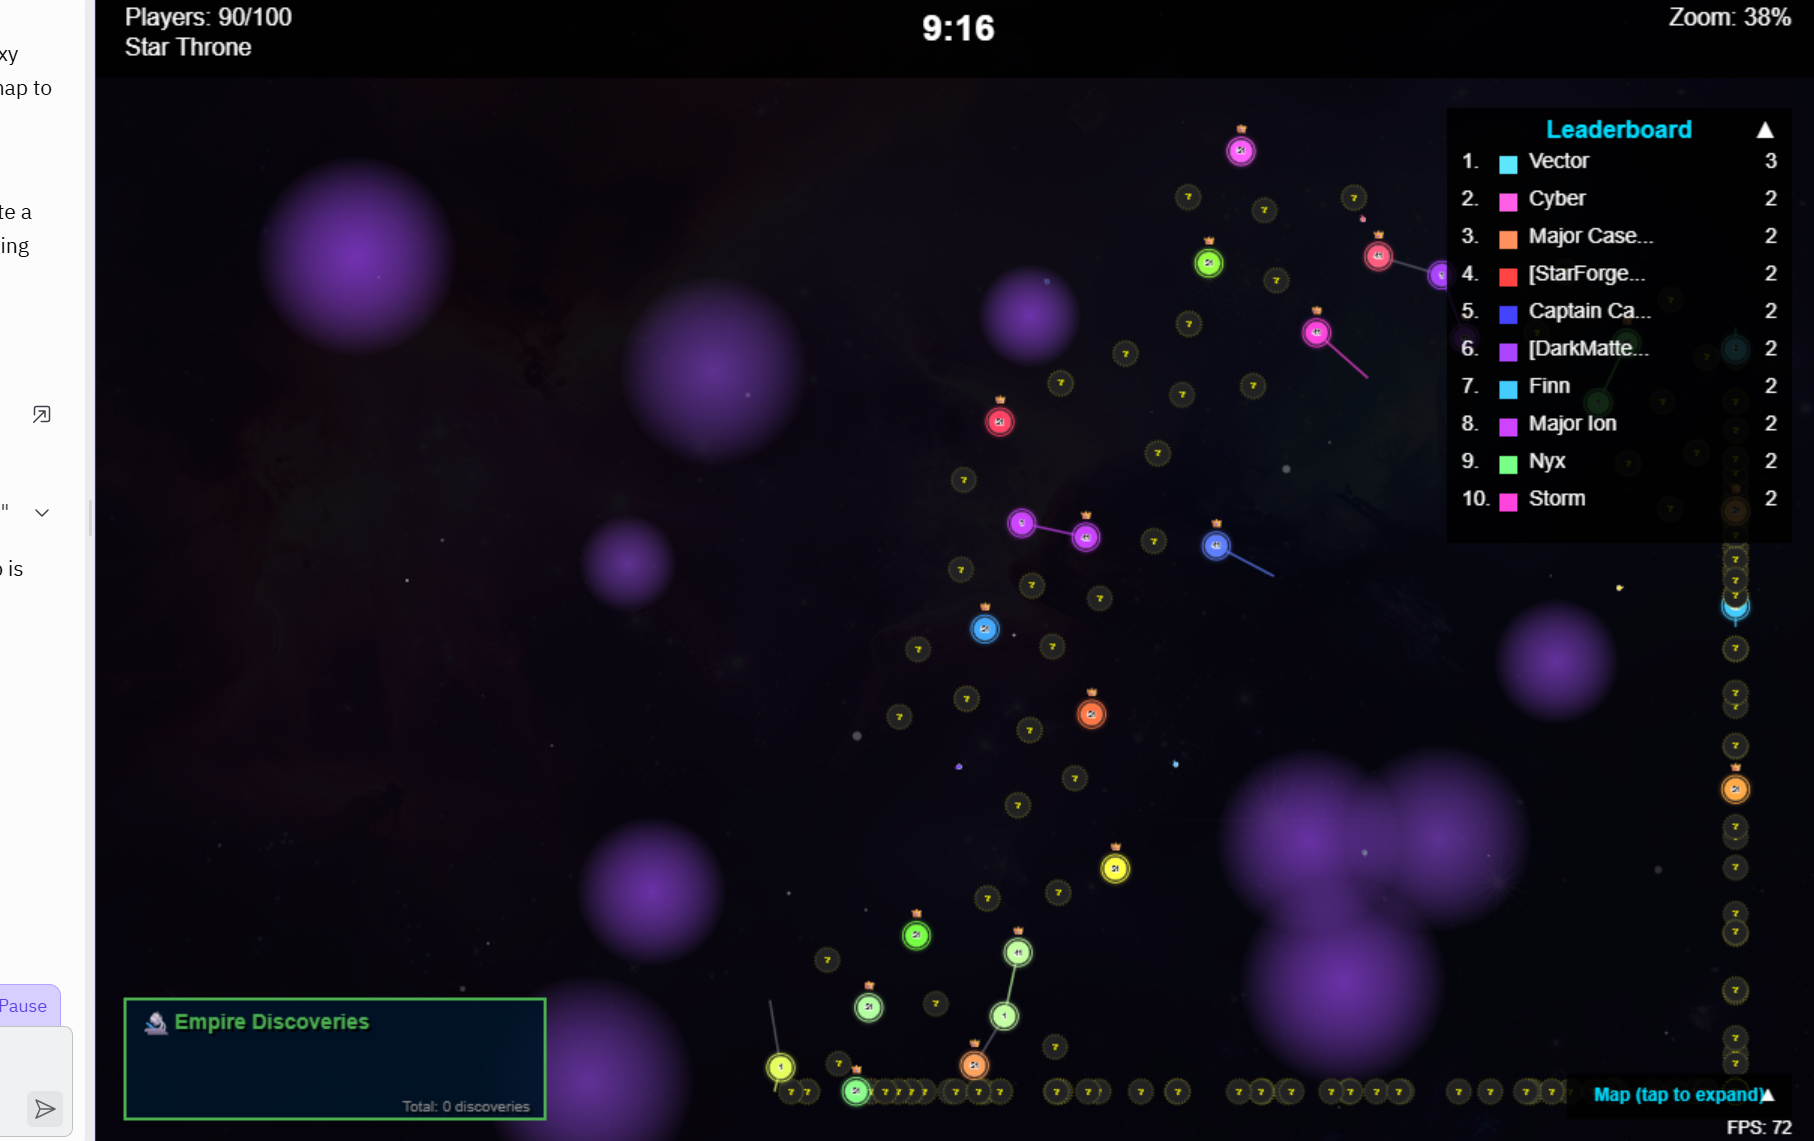 xy
nap to
te a
ing
"
o is
Pause
Players: 90/100
Star Throne
9:16
Zoom: 38%
Leaderboard ▲
1. Vector 3
2. Cyber 2
3. Major Case... 2
4. [StarForge... 2
5. Captain Ca... 2
6. [DarkMatte... 2
7. Finn 2
8. Major Ion 2
9. Nyx 2
10. Storm 2
Empire Discoveries
Total: 0 discoveries
Map (tap to expand)▲
FPS: 72